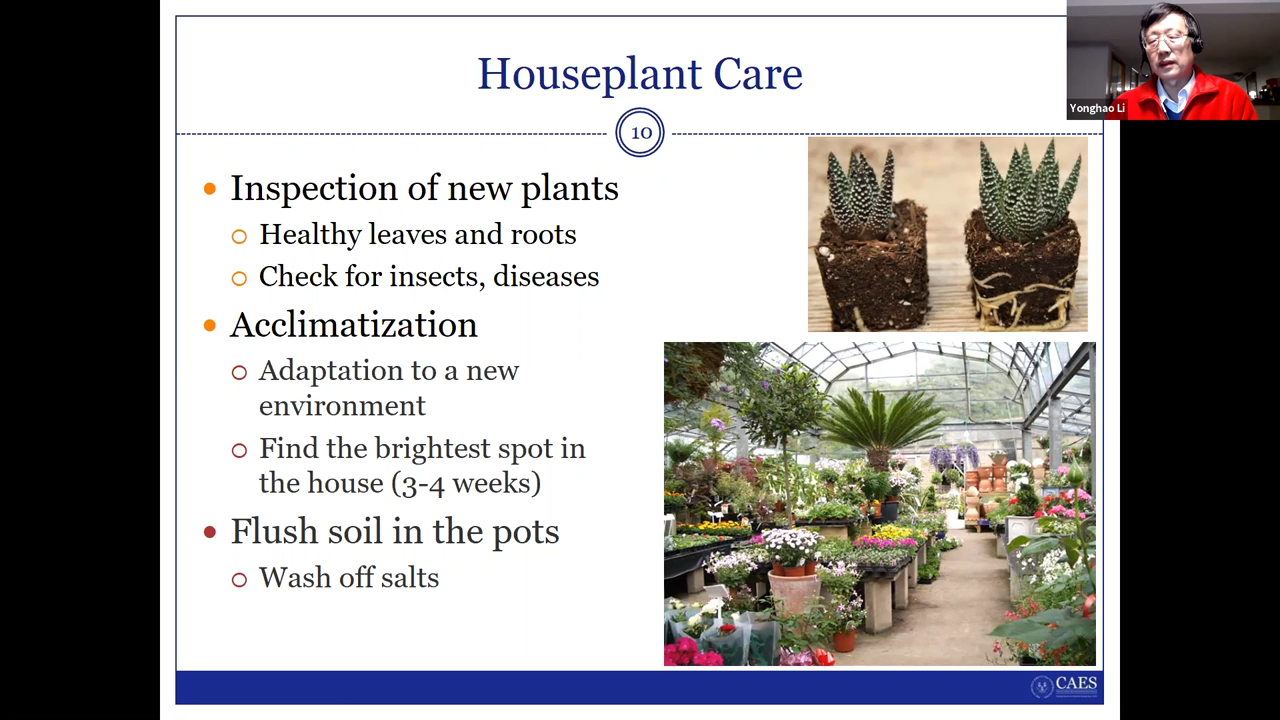 Houseplant Care
10
Yonghao Li
Inspection of new plants
Healthy leaves and roots
Check for insects, diseases
Acclimatization
Adaptation to a new
environment
Find the brightest spot in
the house (3-4 weeks)
Flush soil in the pots
Wash off salts
CAES